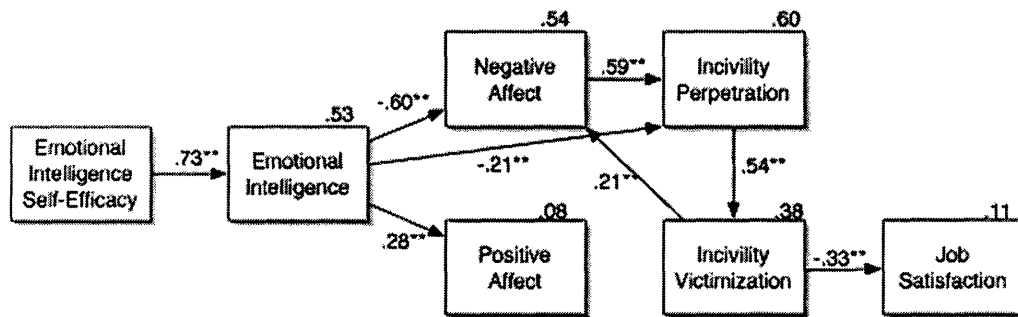 .54
.60
Negative
Affect
.59**
Incivility
Perpetration
-.60**
.53
Emotional
Intelligence
Self-Efficacy
.73**
Emotional
Intelligence
-.21**
.21**
.54**
.28**
.08
Positive
Affect
.38
Incivility
Victimization
-.33**
.11
Job
Satisfaction